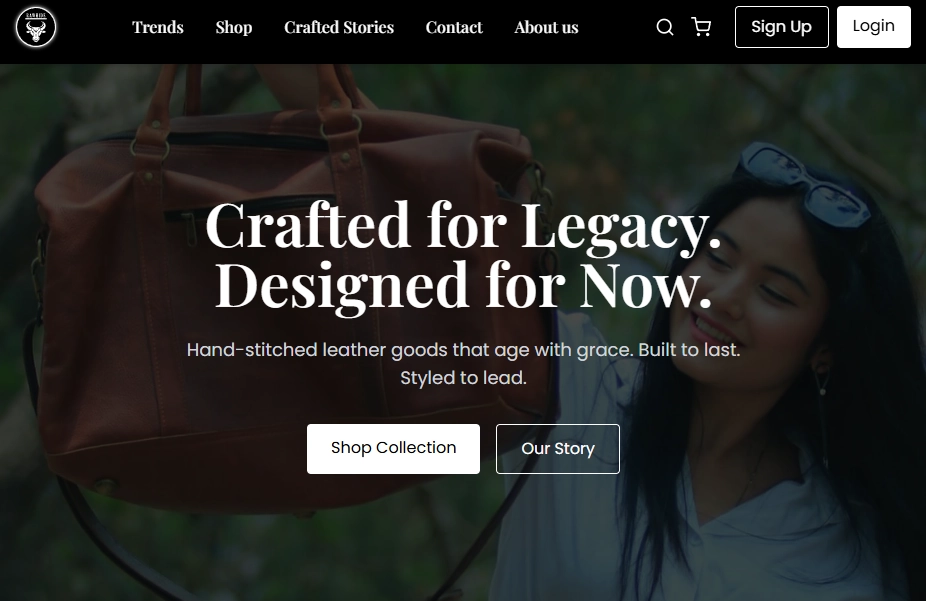 Trends
Shop
Crafted Stories
Contact
About us
Sign Up
Login
Crafted for Legacy.
Designed for Now.
Hand-stitched leather goods that age with grace. Built to last.
Styled to lead.
Shop Collection
Our Story